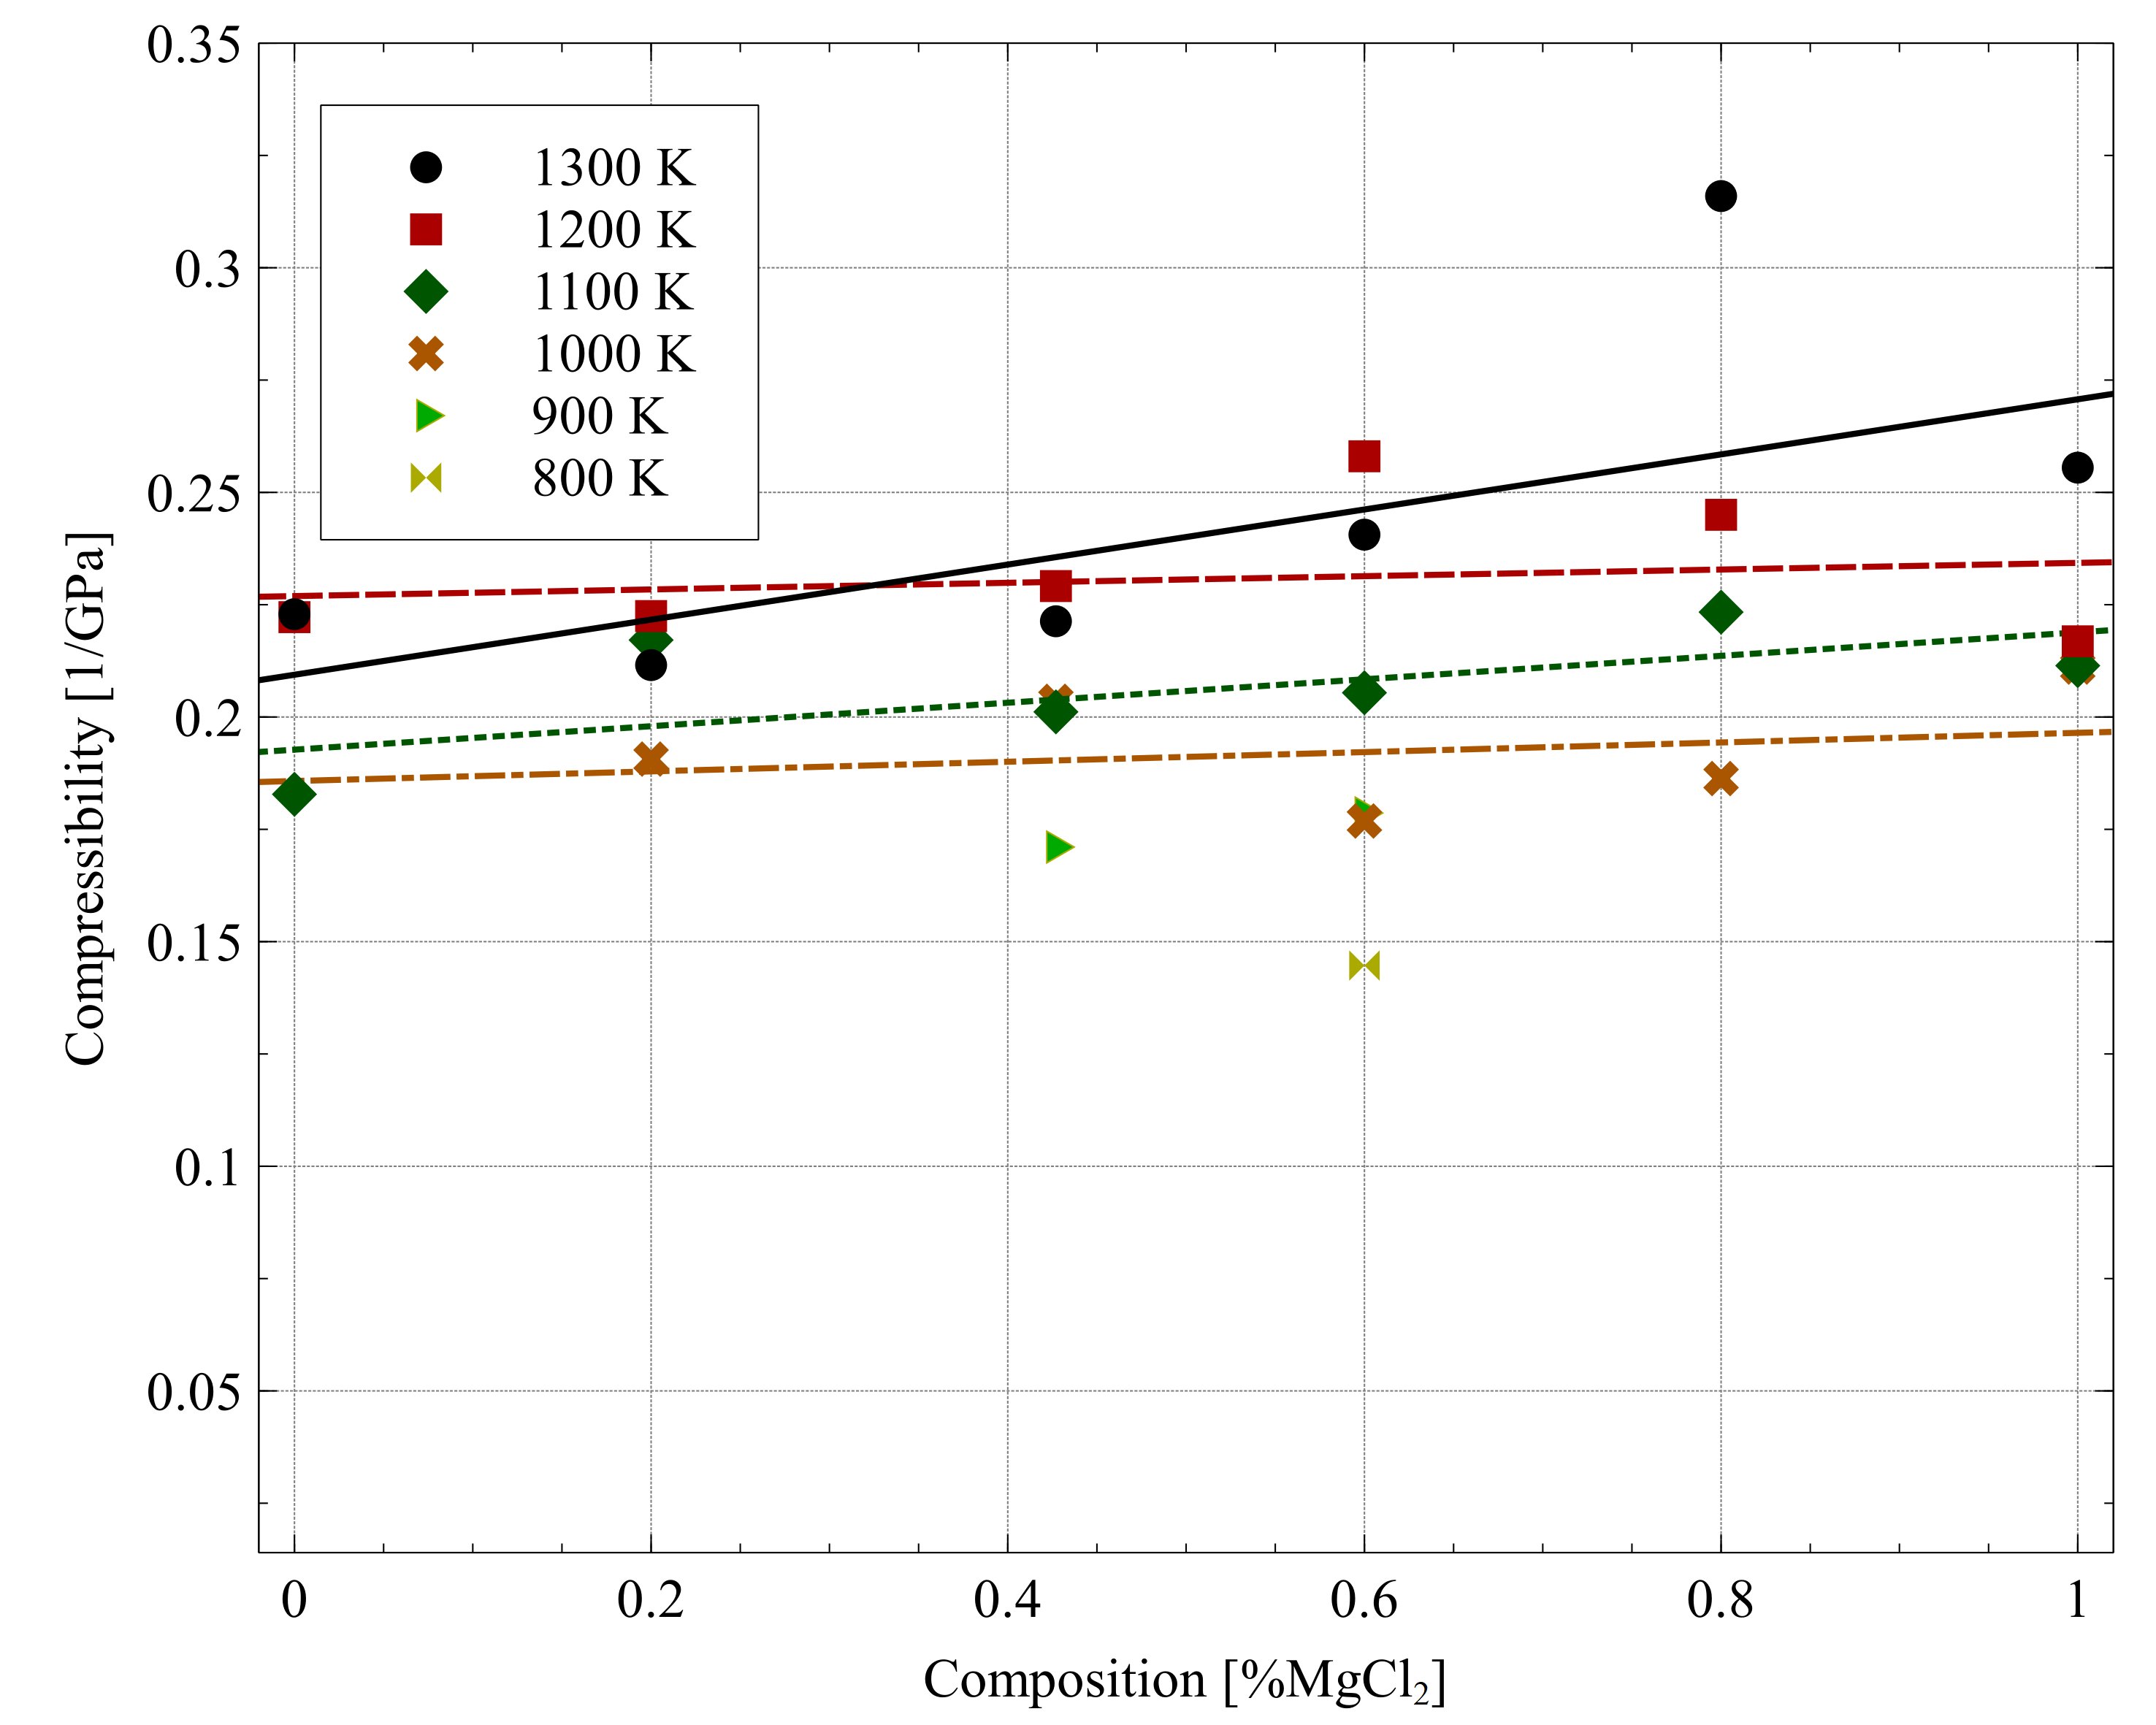 0.35
0.3
0.25
0.2
0.15
0.1
0.05
Compressibility [1/GPa]
1300 K
1200 K
1100 K
1000 K
900 K
800 K
0 0.2 0.4 0.6 0.8 1
Composition [%MgCl₂]